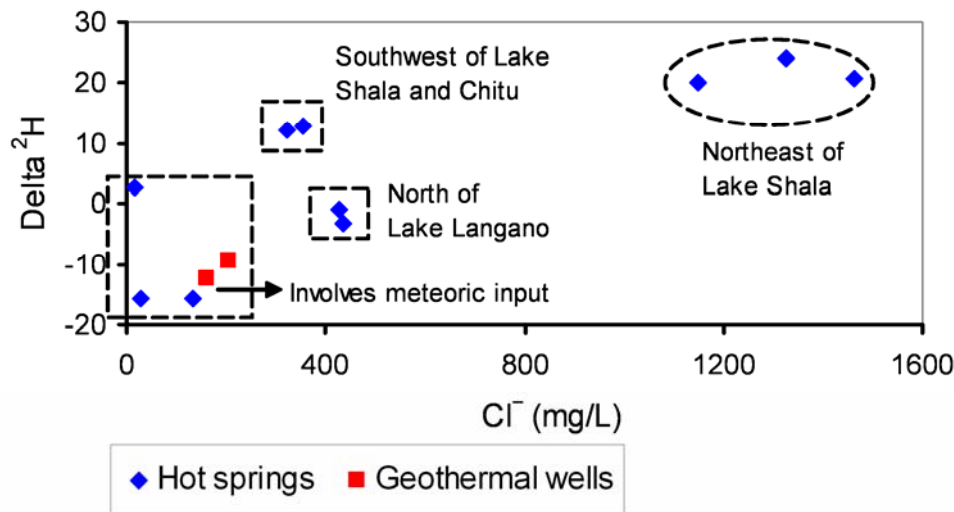 30
20
10
0
-10
-20
Delta ²H
Southwest of Lake
Shala and Chitu
North of
Lake Langano
Northeast of
Lake Shala
Involves meteoric input
0
400
800
1200
1600
Cl⁻ (mg/L)
Hot springs
Geothermal wells